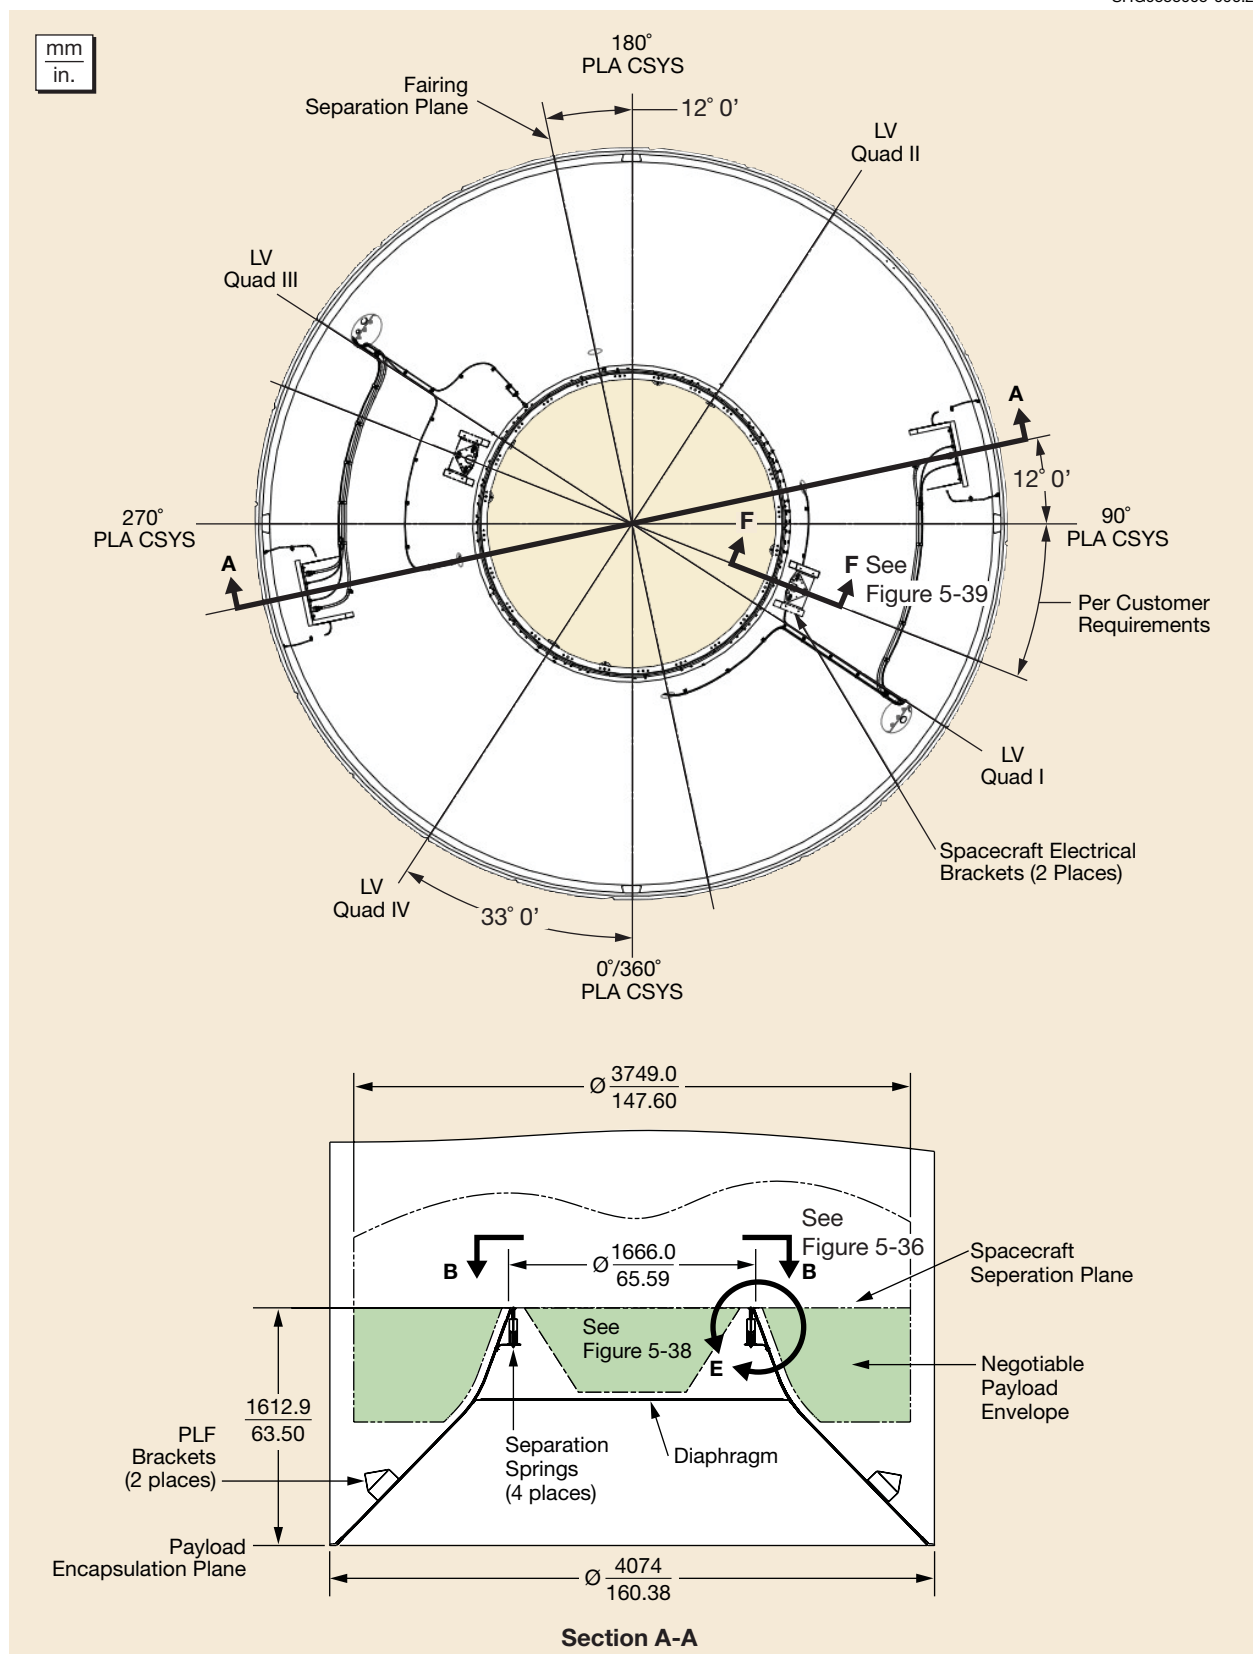 mm
in.
180°
PLA CSYS
Fairing
Separation Plane
12° 0’
LV
Quad II
LV
Quad III
A
12° 0’
270°
PLA CSYS
90°
PLA CSYS
F
A
F See
Figure 5-39
Per Customer
Requirements
LV
Quad I
Spacecraft Electrical
Brackets (2 Places)
LV
Quad IV
33° 0’
0°/360°
PLA CSYS
Ø 3749.0
147.60
See
Figure 5-36
B
Ø 1666.0
65.59
B
Spacecraft
Seperation Plane
See
Figure 5-38
E
Negotiable
Payload
Envelope
1612.9
63.50
PLF
Brackets
(2 places)
Separation
Springs
(4 places)
Diaphragm
Payload
Encapsulation Plane
Ø 4074
160.38
Section A-A